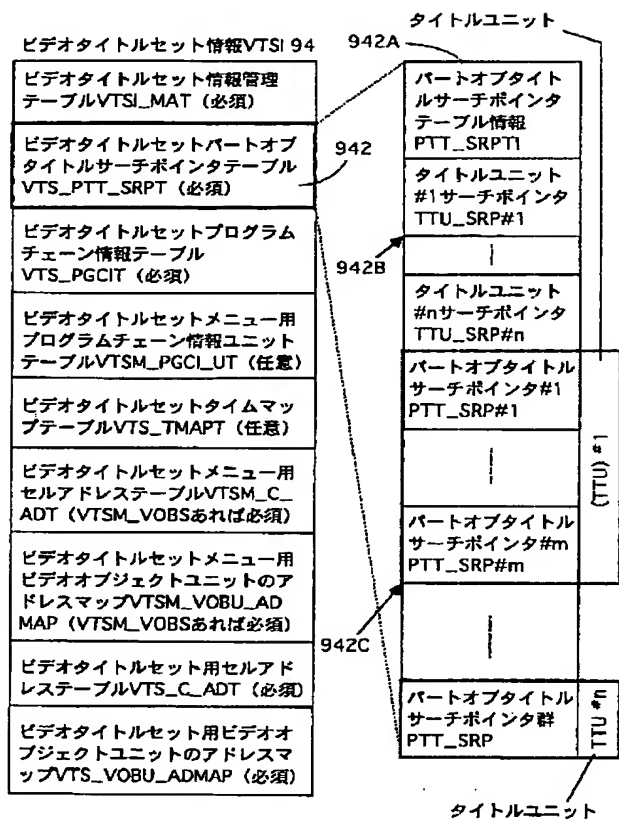 タイトルユニット
ビデオタイトルセット情報VTSI 94
942A
ビデオタイトルセット情報管理
テーブルVTSI_MAT（必須）
ビデオタイトルセットパートオブ
タイトルサーチポインタテーブル
VTS_PTT_SRPT（必須）
942
ビデオタイトルセットプログラム
チェーン情報テーブル
VTS_PGCIT（必須）
ビデオタイトルセットメニュー用
プログラムチェーン情報ユニット
テーブルVTSM_PGCI_UT（任意）
ビデオタイトルセットタイムマッ
プテーブルVTS_TMAPT（任意）
ビデオタイトルセットメニュー用
セルアドレステーブルVTSM_C_
ADT（VTSM_VOBSあれば必須）
ビデオタイトルセットメニュー用
ビデオオブジェクトユニットのア
ドレスマップVTSM_VOBU_AD
MAP（VTSM_VOBSあれば必須）
ビデオタイトルセット用セルアド
レステーブルVTS_C_ADT（必須）
ビデオタイトルセット用ビデオオ
ブジェクトユニットのアドレスマ
ップVTS_VOBU_ADMAP（必須）
パートオブタイト
ルサーチポインタ
テーブル情報
PTT_SRPTI
タイトルユニット
#1サーチポインタ
TTU_SRP#1
942B
タイトルユニット
#nサーチポインタ
TTU_SRP#n
パートオブタイトル
サーチポインタ#1
PTT_SRP#1
(TTU) #1
パートオブタイトル
サーチポインタ#m
PTT_SRP#m
942C
パートオブタイトル
サーチポインタ群
PTT_SRP
TTU #n
タイトルユニット